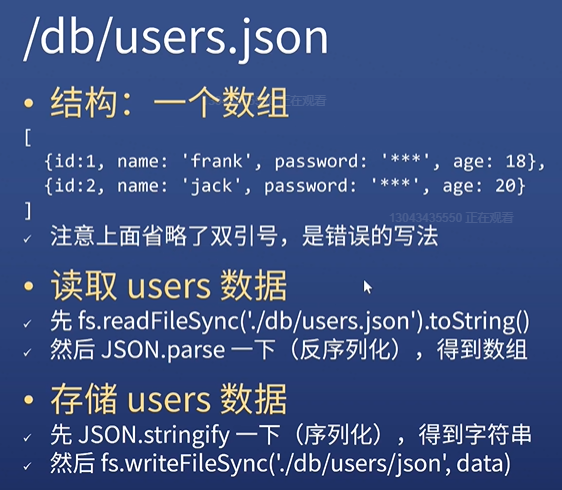 /db/users.json
• 结构：一个数组
正在观看
[
{id:1, name: 'frank', password: '***', age: 18},
{id:2, name: 'jack', password: '***', age: 20}
]
13043435550 正在观看
✓ 注意上面省略了双引号，是错误的写法
• 读取 users 数据
✓ 先 fs.readFileSync('./db/users.json').toString()
✓ 然后 JSON.parse 一下（反序列化），得到数组
• 存储 users 数据
✓ 先 JSON.stringify 一下（序列化），得到字符串
✓ 然后 fs.writeFileSync('./db/users/json', data)